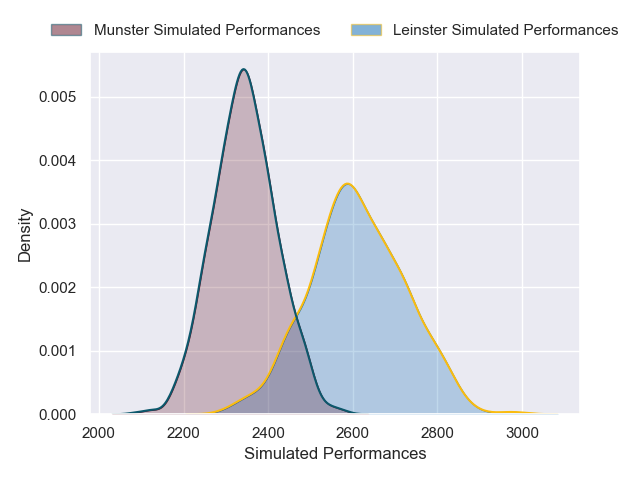 Munster Simulated Performances
Leinster Simulated Performances
0.005
0.004
0.003
0.002
0.001
0.000
Density
2000 2200 2400 2600 2800 3000
Simulated Performances